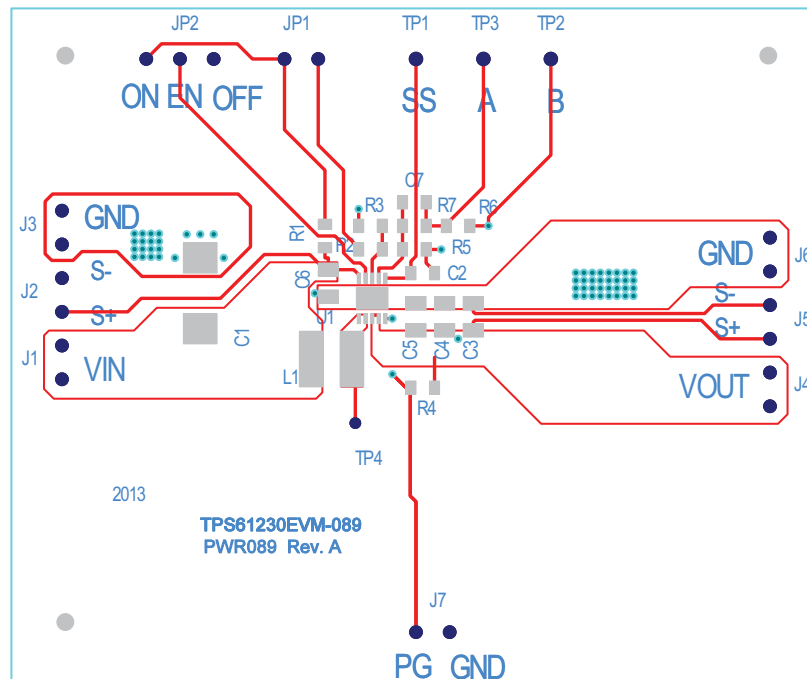 JP2 JP1 TP1 TP3 TP2
ON EN OFF SS A B
C7
R3 R7 R6
J3 GND R1
R2 R5 GND J6
S- C6 C2 S-
J2 S+ U1 S+ J5
C1 C5 C4 C3
J1 VIN L1 VOUT J4
R4
TP4
2013
TPS61230EVM-089
PWR089 Rev. A
J7
PG GND